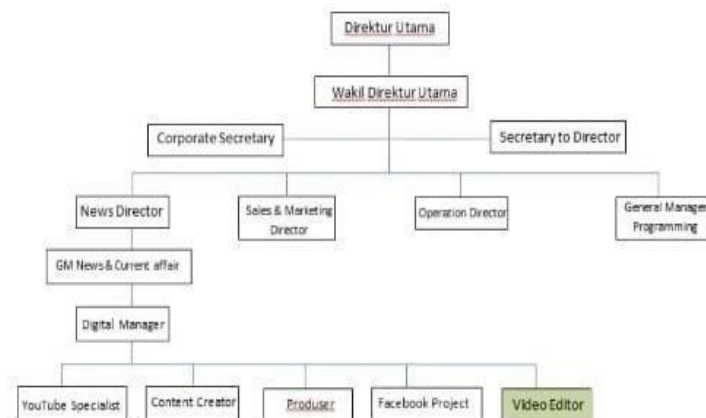 Direktur Utama
Wakil Direktur Utama
Corporate Secretary
Secretary to Director
News Director
Sales & Marketing
Director
Operation Director
General Manager
Programming
GM News & Current affair
Digital Manager
YouTube Specialist
Content Creator
Produser
Facebook Project
Video Editor